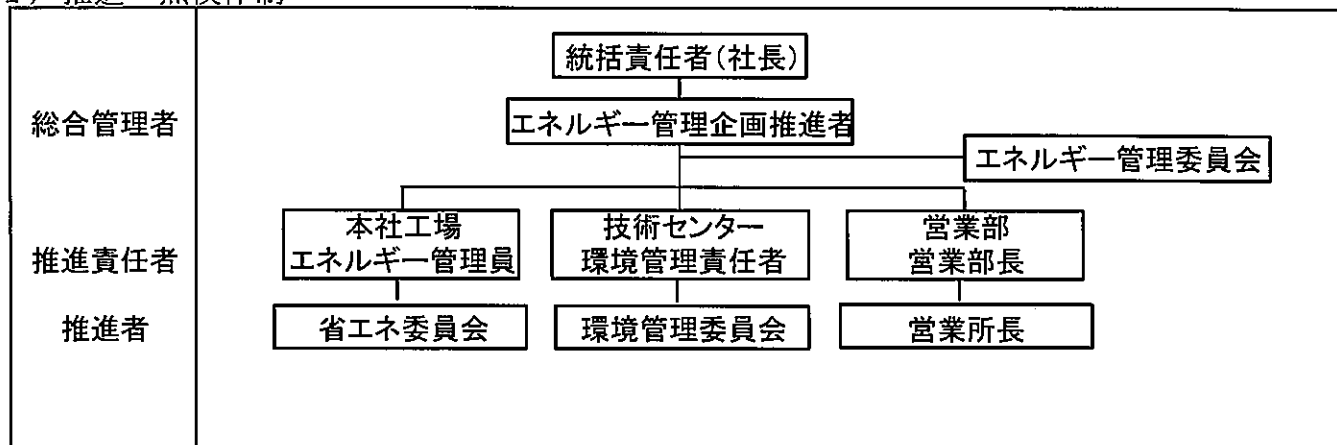 統括責任者(社長)
総合管理者
エネルギー管理企画推進者
エネルギー管理委員会
推進責任者
本社工場
エネルギー管理員
技術センター
環境管理責任者
営業部
営業部長
推進者
省エネ委員会
環境管理委員会
営業所長